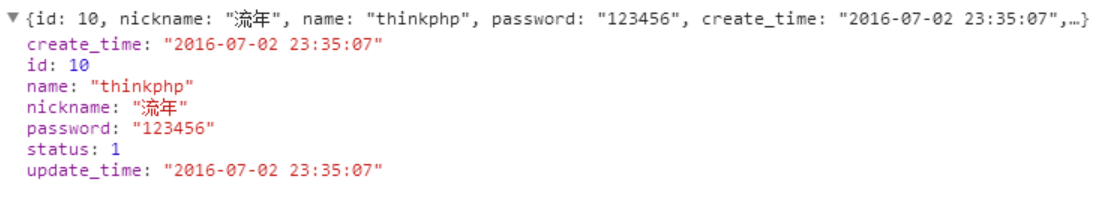 ▼{id: 10, nickname: "流年", name: "thinkphp", password: "123456", create_time: "2016-07-02 23:35:07",…}
create_time: "2016-07-02 23:35:07"
id: 10
name: "thinkphp"
nickname: "流年"
password: "123456"
status: 1
update_time: "2016-07-02 23:35:07"